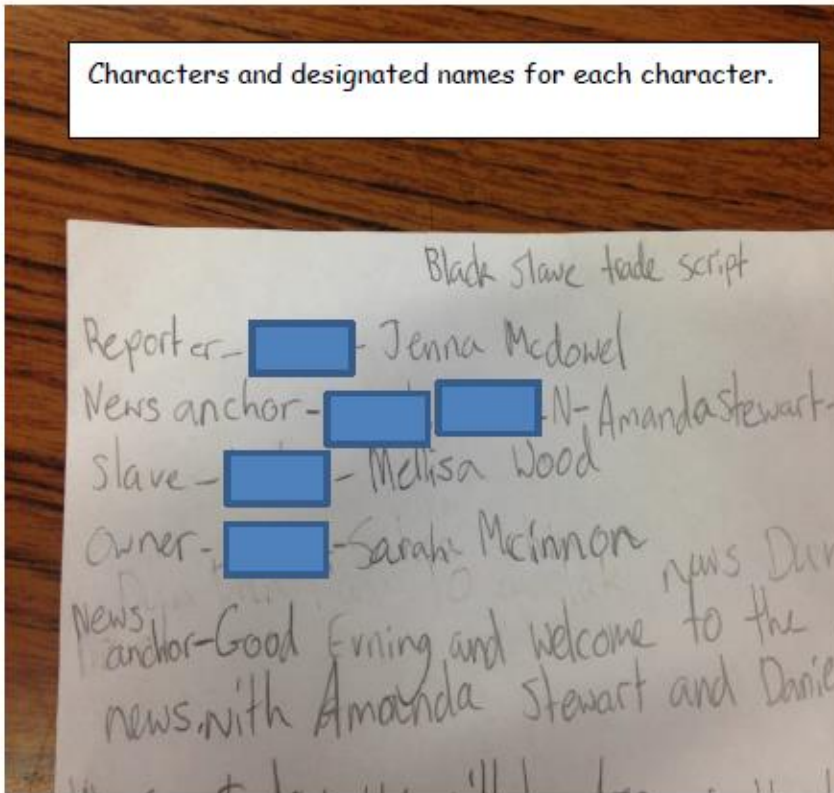 Characters and designated names for each character.
Black slave trade script
Reporter- - Jenna Mcdowel
News anchor- N- Amanda stewart-
slave- - Mellisa Wood
owner- -Sarah Mcinnon
news
News anchor-Good Evning and welcome to the
news. with Amanda Stewart and Danie